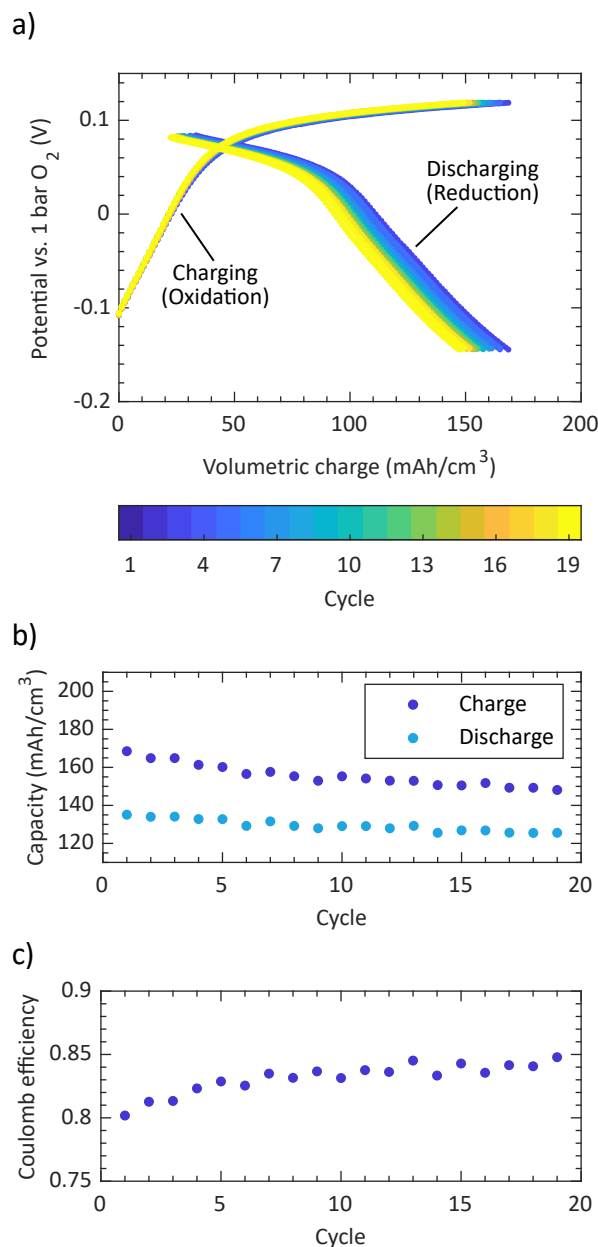 a)
Potential vs. 1 bar O2 (V)
0.1
0
-0.1
-0.2
Discharging
(Reduction)
Charging
(Oxidation)
0 50 100 150 200
Volumetric charge (mAh/cm3)
1 4 7 10 13 16 19
Cycle
b)
Capacity (mAh/cm3)
200
180
160
140
120
Charge
Discharge
0 5 10 15 20
Cycle
c)
Coulomb efficiency
0.9
0.85
0.8
0.75
0 5 10 15 20
Cycle